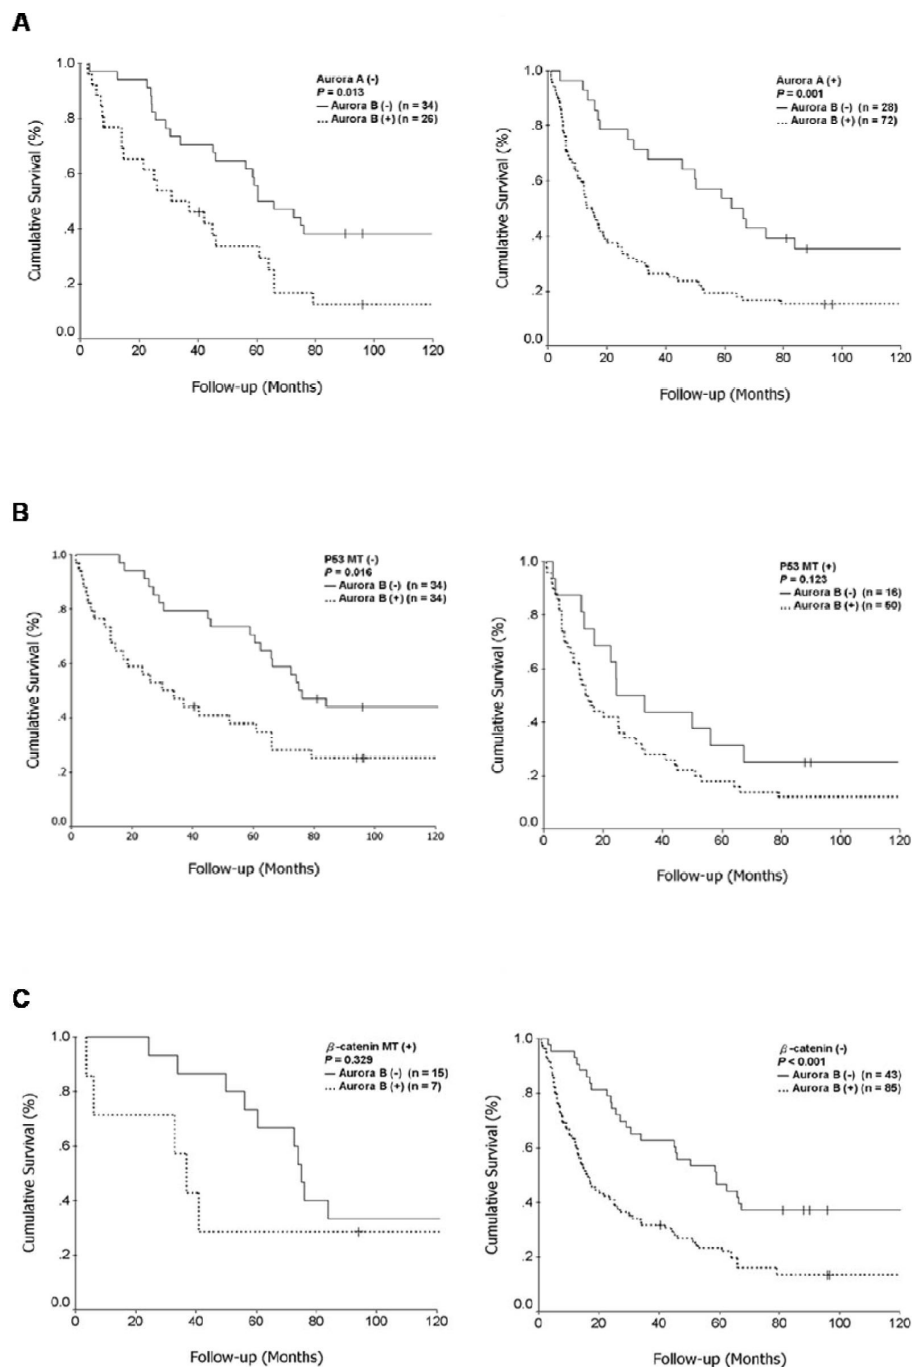 A
Aurora A (-)
P = 0.013
Aurora B (-) (n = 34)
Aurora B (+) (n = 26)
Cumulative Survival (%)
1.0
.8
.6
.4
.2
0.0
0 20 40 60 80 100 120
Follow-up (Months)
Aurora A (+)
P = 0.001
Aurora B (-) (n = 28)
Aurora B (+) (n = 72)
Cumulative Survival (%)
1.0
.8
.6
.4
.2
0.0
0 20 40 60 80 100 120
Follow-up (Months)
B
P53 MT (-)
P = 0.016
Aurora B (-) (n = 34)
Aurora B (+) (n = 34)
Cumulative Survival (%)
1.0
.8
.6
.4
.2
0.0
0 20 40 60 80 100 120
Follow-up (Months)
P53 MT (+)
P = 0.123
Aurora B (-) (n = 16)
Aurora B (+) (n = 50)
Cumulative Survival (%)
1.0
.8
.6
.4
.2
0.0
0 20 40 60 80 100 120
Follow-up (Months)
C
β-catenin MT (+)
P = 0.329
Aurora B (-) (n = 15)
Aurora B (+) (n = 7)
Cumulative Survival (%)
1.0
.8
.6
.4
.2
0.0
0 20 40 60 80 100 120
Follow-up (Months)
β-catenin (-)
P < 0.001
Aurora B (-) (n = 43)
Aurora B (+) (n = 85)
Cumulative Survival (%)
1.0
.8
.6
.4
.2
0.0
0 20 40 60 80 100 120
Follow-up (Months)